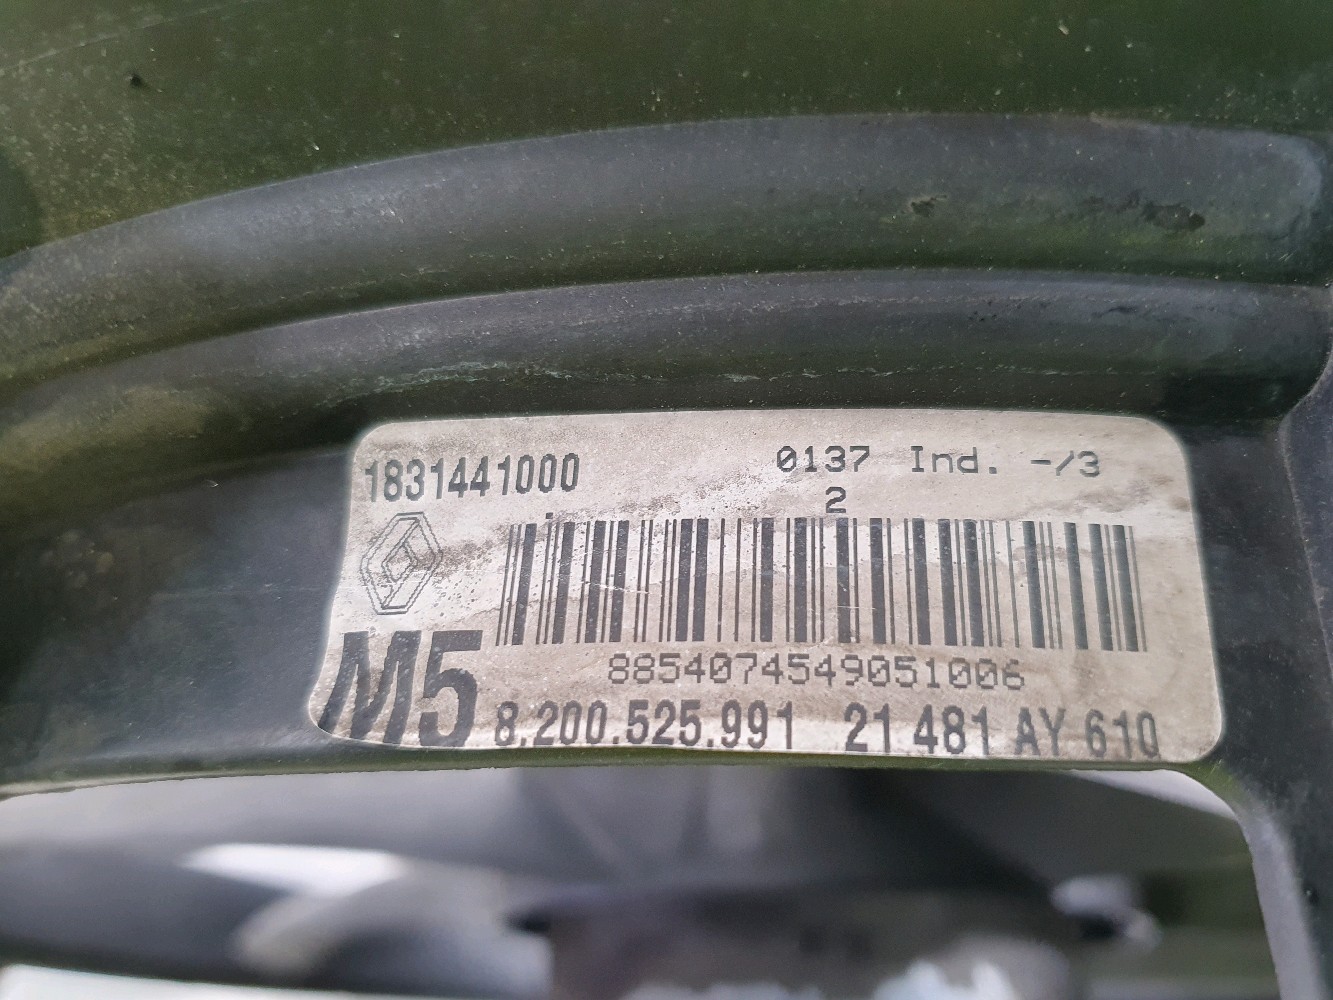 1831441000 0137 Ind. -/3
2
8854074549051006
M5 8.200.525.991 21 481 AY 610